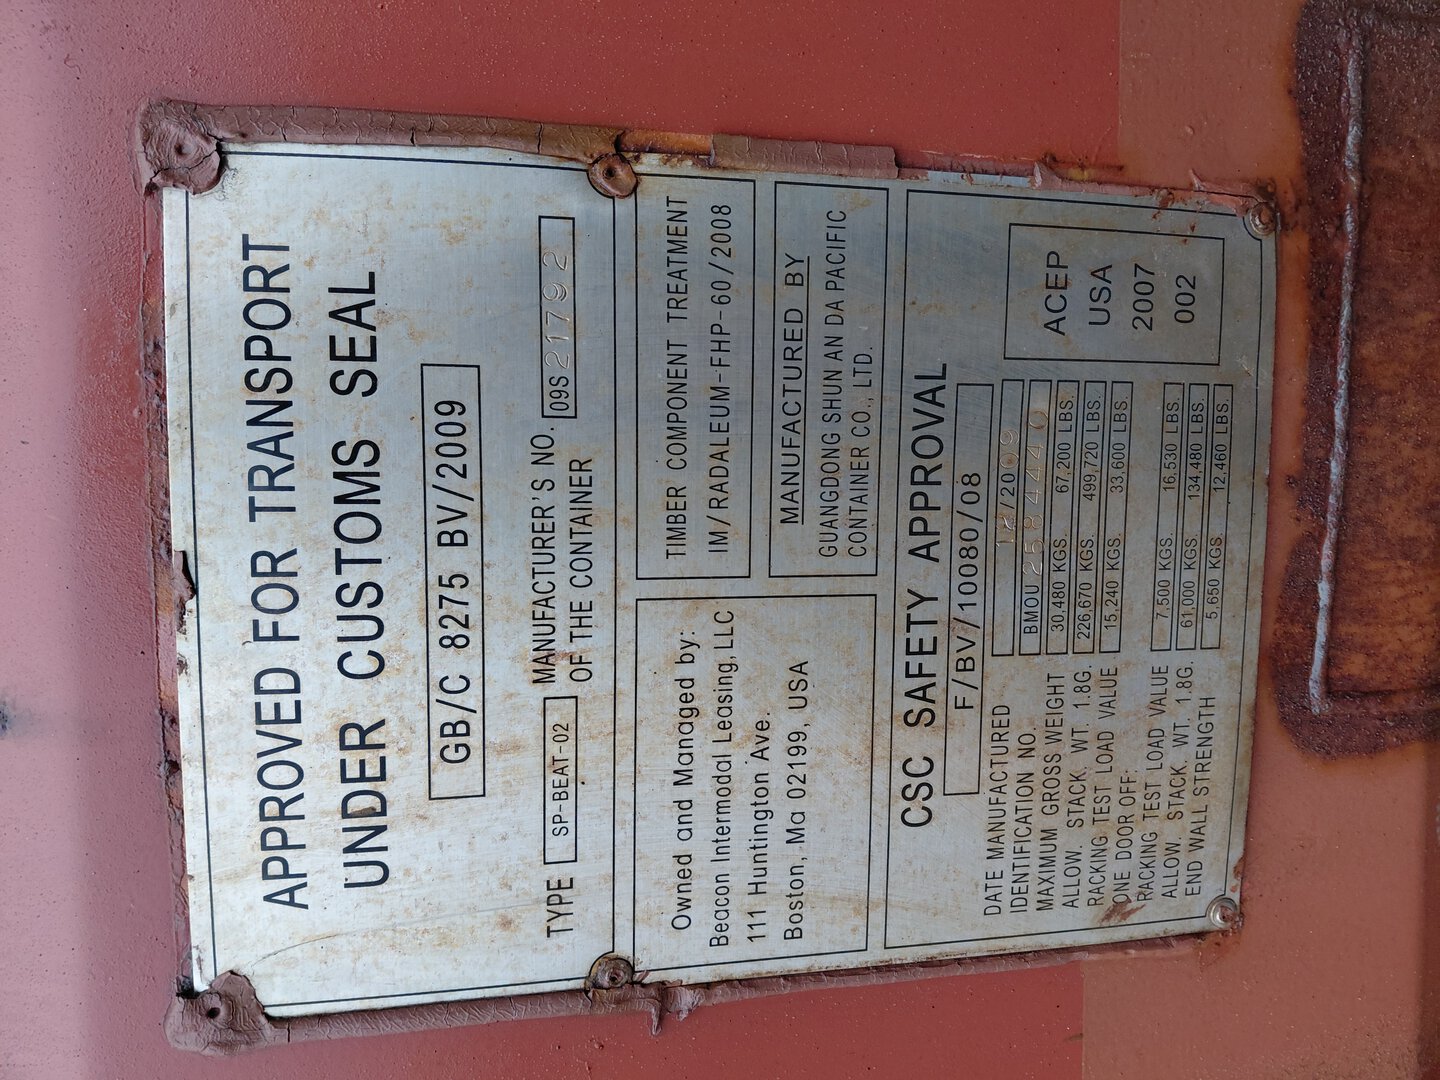 APPROVED FOR TRANSPORT
UNDER CUSTOMS SEAL
GB/C 8275 BV/2009
TYPE SP-BEAT-02 MANUFACTURER'S NO. 09S 21792
OF THE CONTAINER
Owned and Managed by:
Beacon Intermodal Leasing, LLC
111 Huntington Ave.
Boston, Ma 02199, USA
TIMBER COMPONENT TREATMENT
IM/RADALEUM-FHP-60/2008
MANUFACTURED BY
GUANGDONG SHUN AN DA PACIFIC
CONTAINER CO., LTD.
CSC SAFETY APPROVAL
F/BV/10080/08
DATE MANUFACTURED
IDENTIFICATION NO. BMOU 2584440
MAXIMUM GROSS WEIGHT 30,480 KGS. 67,200 LBS.
ALLOW. STACK. WT. 1.8G. 226,670 KGS. 499,720 LBS.
RACKING TEST LOAD VALUE 15,240 KGS. 33,600 LBS.
ONE DOOR OFF:
RACKING TEST LOAD VALUE 7,500 KGS. 16,530 LBS.
ALLOW. STACK. WT. 1.8G. 61,000 KGS. 134,480 LBS.
END WALL STRENGTH 5,650 KGS. 12,460 LBS.
ACEP
USA
2007
002